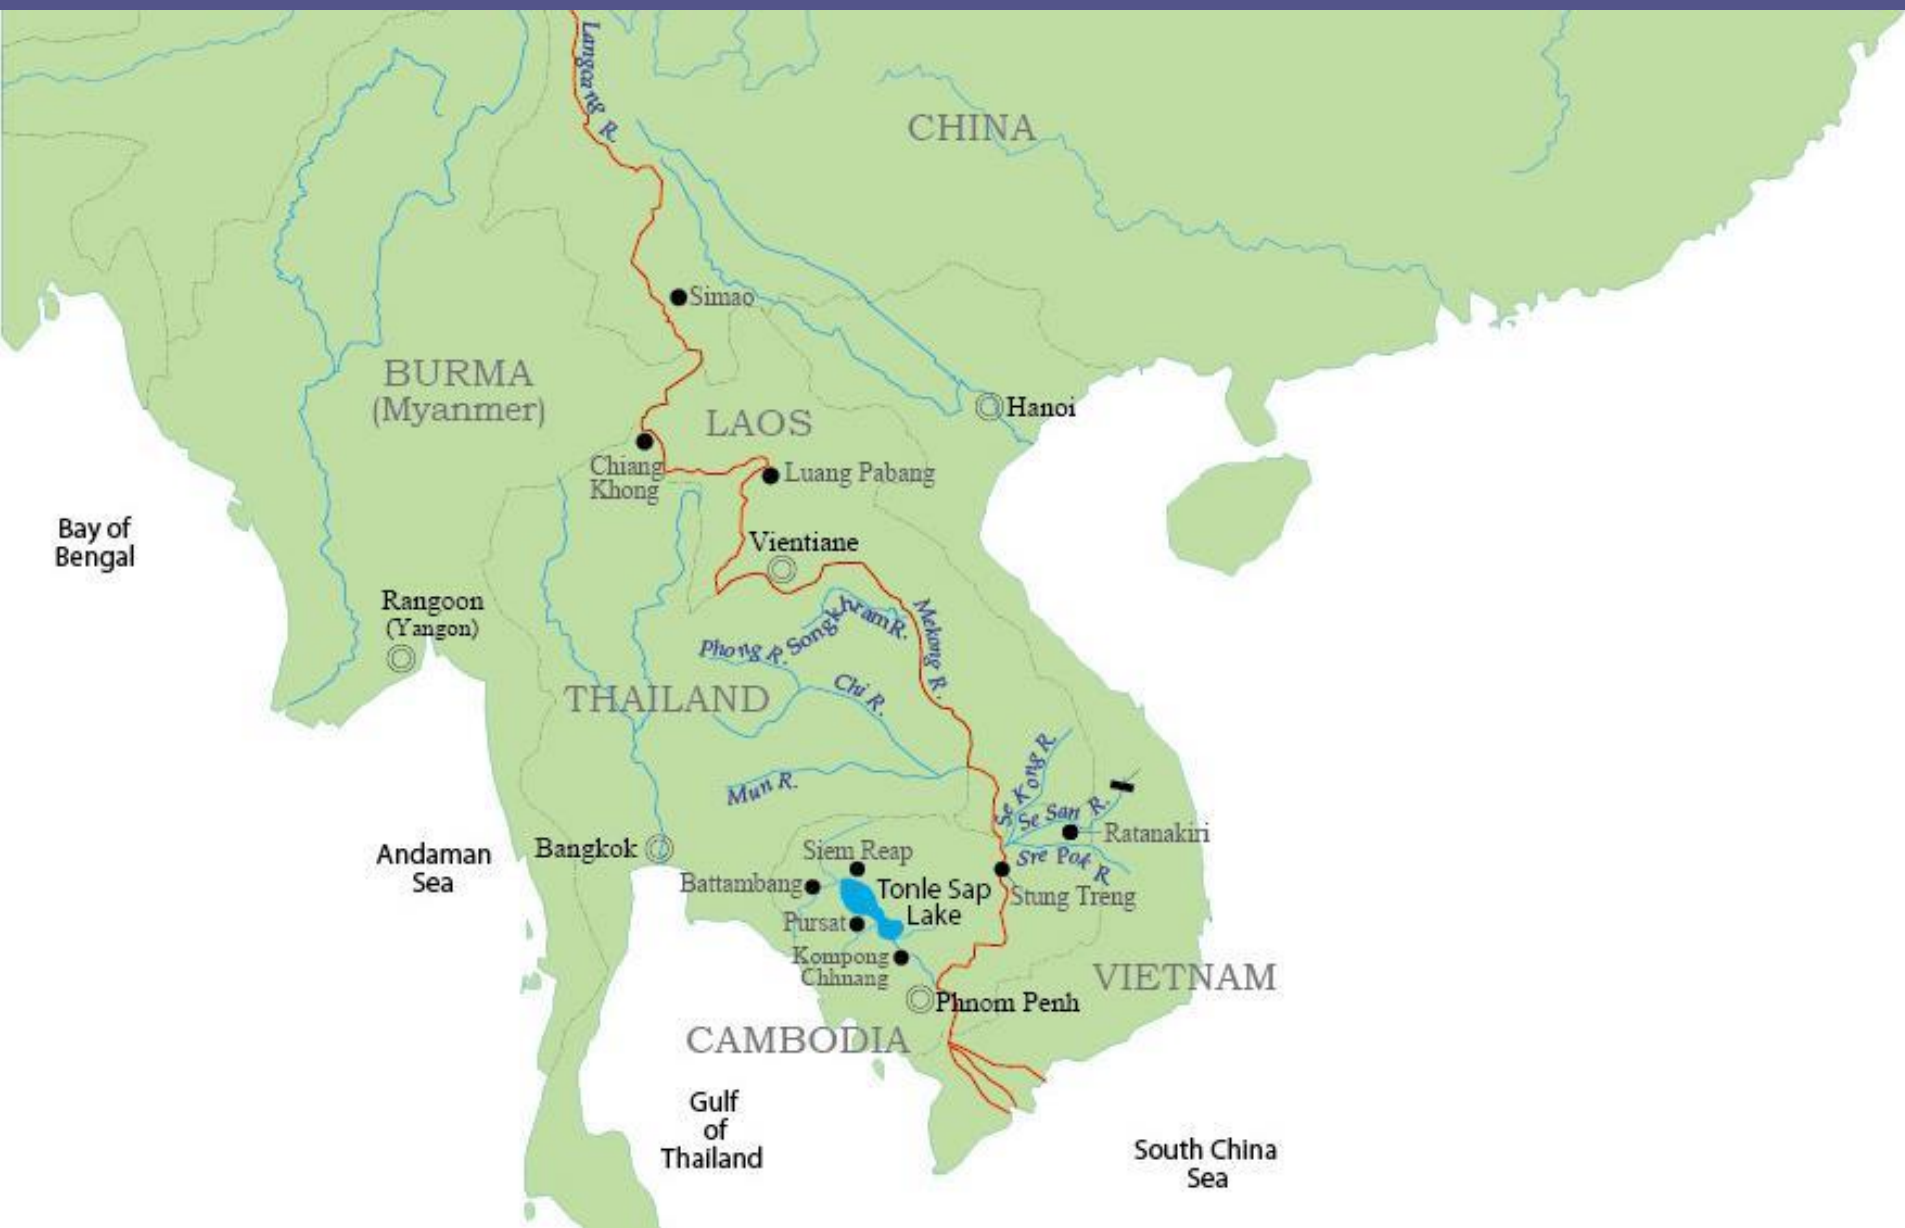 Langcang R.
CHINA
Simao
BURMA
(Myanmer)
LAOS
Hanoi
Chiang
Khong
Luang Pabang
Bay of
Bengal
Vientiane
Rangoon
(Yangon)
Mekong R.
Songkhram R.
Phong R.
THAILAND
Chi R.
Mun R.
Se Kong R.
Se San R.
Ratanakiri
Sre Pok R
Andaman
Sea
Bangkok
Siem Reap
Battambang
Tonle Sap
Lake
Stung Treng
Pursat
Kompong
Chhnang
VIETNAM
Phnom Penh
CAMBODIA
Gulf
of
Thailand
South China
Sea